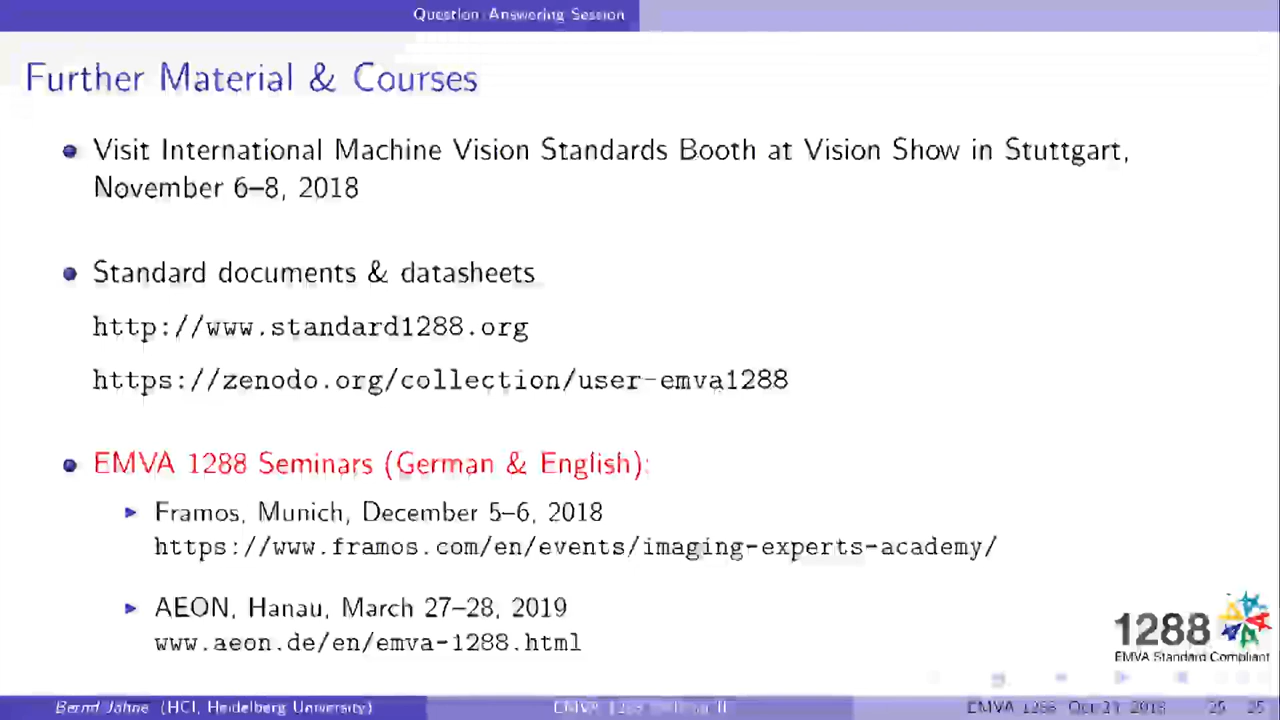 Question Answering Session
Further Material & Courses
Visit International Machine Vision Standards Booth at Vision Show in Stuttgart,
November 6–8, 2018
Standard documents & datasheets
http://www.standard1288.org
https://zenodo.org/collection/user-emva1288
EMVA 1288 Seminars (German & English):
Framos, Munich, December 5–6, 2018
https://www.framos.com/en/events/imaging-experts-academy/
AEON, Hanau, March 27–28, 2019
www.aeon.de/en/emva-1288.html
1288
EMVA Standard Compliant
Bernd Jähne (HCI, Heidelberg University)
EMVA 1288
EMVA 1288 2018
25 25